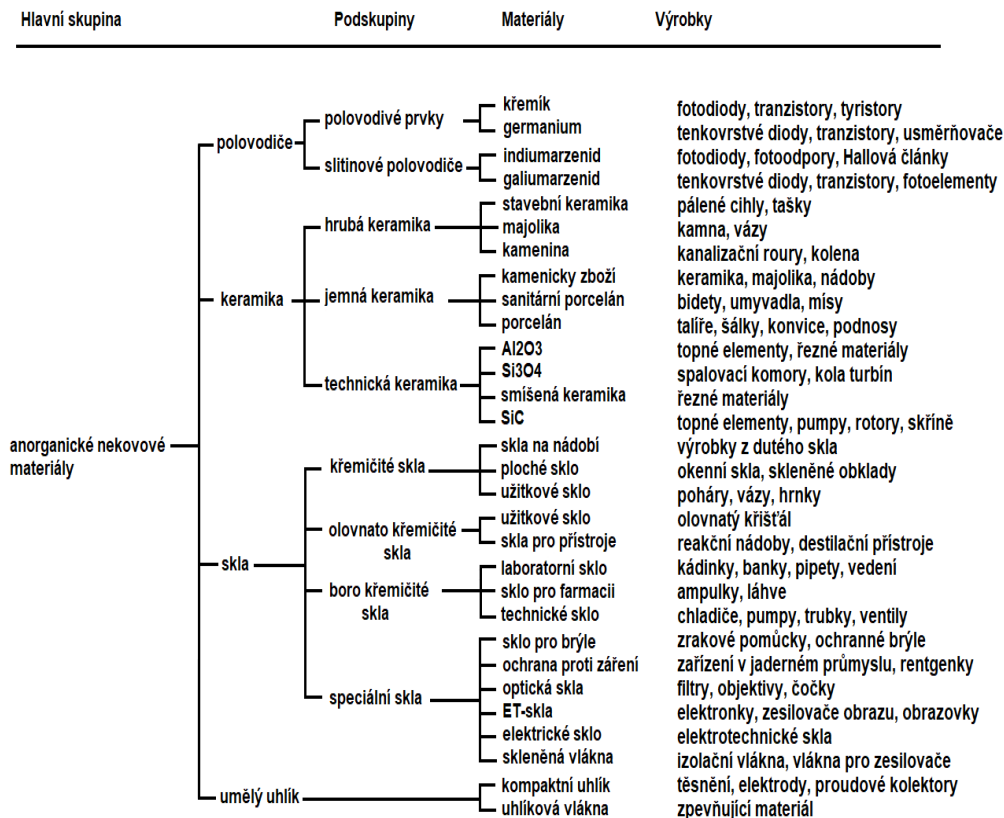 Hlavní skupina Podskupiny Materiály Výrobky
křemík fotodiody, tranzistory, tyristory
polovodivé prvky
germanium tenkovrstvé diody, tranzistory, usměrňovače
polovodiče
indiumarzenid fotodiody, fotoodpory, Hallová články
slitinové polovodiče
galiumarzenid tenkovrstvé diody, tranzistory, fotoelementy
stavební keramika pálené cihly, tašky
hrubá keramika majolika kamna, vázy
kamenina kanalizační roury, kolena
kamenicky zboží keramika, majolika, nádoby
keramika jemná keramika sanitární porcelán bidety, umyvadla, mísy
porcelán talíře, šálky, konvice, podnosy
Al2O3 topné elementy, řezné materiály
Si3O4 spalovací komory, kola turbín
technická keramika
smíšená keramika řezné materiály
SiC topné elementy, pumpy, rotory, skříně
anorganické nekovové skla na nádobí výrobky z dutého skla
materiály křemičité skla ploché sklo okenní skla, skleněné obklady
užitkové sklo poháry, vázy, hrnky
užitkové sklo olovnatý křišťál
olovnato křemičité
skla skla pro přístroje reakční nádoby, destilační přístroje
skla laboratorní sklo kádinky, banky, pipety, vedení
boro křemičité sklo pro farmacii ampulky, láhve
skla technické sklo chladiče, pumpy, trubky, ventily
sklo pro brýle zrakové pomůcky, ochranné brýle
ochrana proti záření zařízení v jaderném průmyslu, rentgenky
speciální skla optická skla filtry, objektivy, čočky
ET-skla elektronky, zesilovače obrazu, obrazovky
elektrické sklo elektrotechnické skla
skleněná vlákna izolační vlákna, vlákna pro zesilovače
kompaktní uhlík těsnění, elektrody, proudové kolektory
umělý uhlík
uhlíková vlákna zpevňující materiál